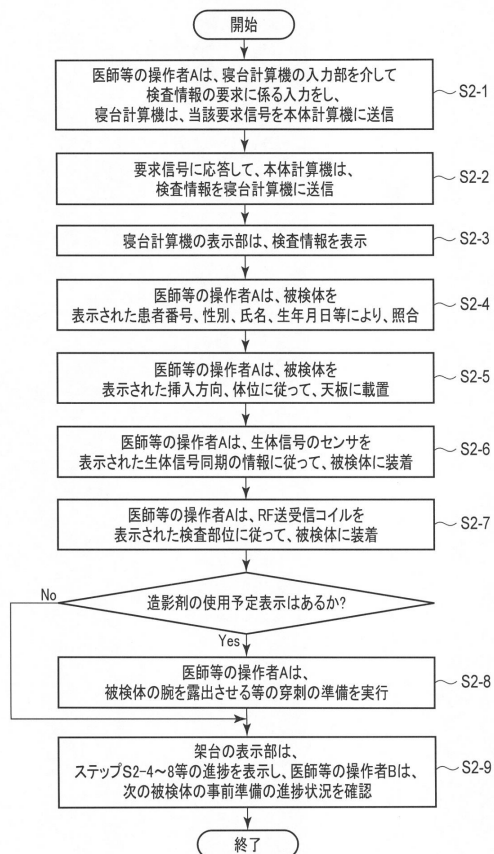 開始
医師等の操作者Aは、寝台計算機の入力部を介して
検査情報の要求に係る入力をし、
寝台計算機は、当該要求信号を本体計算機に送信
S2-1
要求信号に応答して、本体計算機は、
検査情報を寝台計算機に送信
S2-2
寝台計算機の表示部は、検査情報を表示
S2-3
医師等の操作者Aは、被検体を
表示された患者番号、性別、氏名、生年月日等により、照合
S2-4
医師等の操作者Aは、被検体を
表示された挿入方向、体位に従って、天板に載置
S2-5
医師等の操作者Aは、生体信号のセンサを
表示された生体信号同期の情報に従って、被検体に装着
S2-6
医師等の操作者Aは、RF送受信コイルを
表示された検査部位に従って、被検体に装着
S2-7
造影剤の使用予定表示はあるか?
No
Yes
医師等の操作者Aは、
被検体の腕を露出させる等の穿刺の準備を実行
S2-8
架台の表示部は、
ステップS2-4~8等の進捗を表示し、医師等の操作者Bは、
次の被検体の事前準備の進捗状況を確認
S2-9
終了